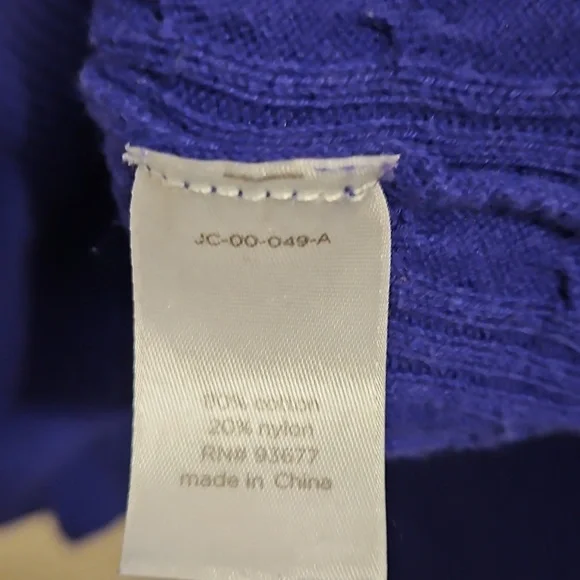 JC-00-049-A
80% cotton
20% nylon
RN# 93677
made in China